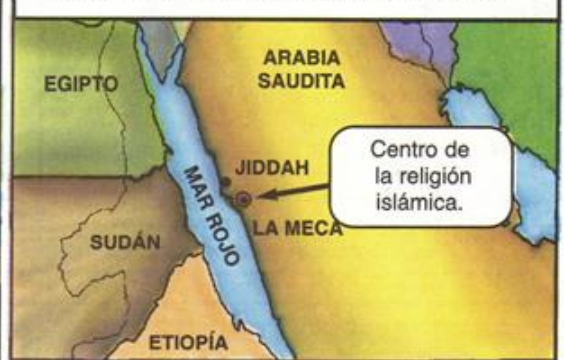 ARABIA
SAUDITA
EGIPTO
Centro de
la religión
islámica.
JIDDAH
MAR ROJO
LA MECA
SUDÁN
ETIOPÍA